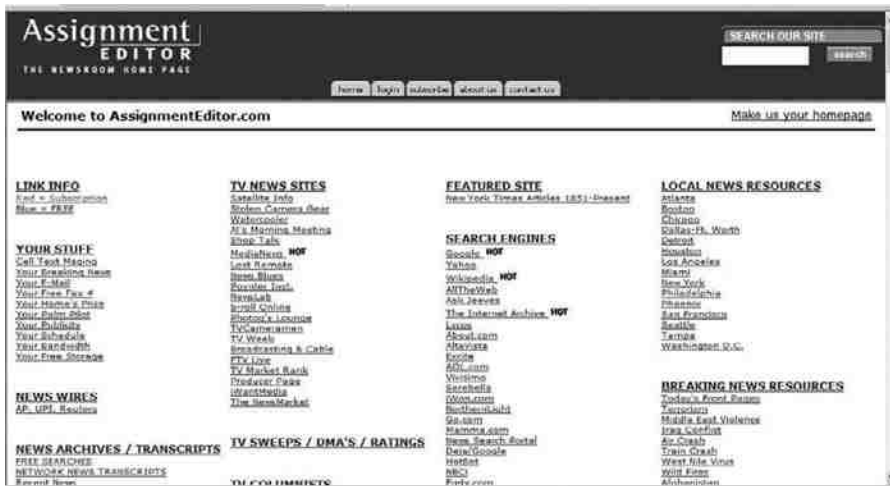 Assignment
EDITOR
THE NEWSROOM HOME PAGE
SEARCH OUR SITE
search
home login subscribe about us contact us
Welcome to AssignmentEditor.com
Make us your homepage
LINK INFO
Red = Subscription
Blue = FREE
YOUR STUFF
Cell Text Msging
Your Breaking News
Your E-Mail
Your Free Fax #
Your Home's Price
Your Palm Pilot
Your Publists
Your Schedule
Your Bandwidth
Your Free Storage
NEWS WIRES
AP, UPI, Reuters
NEWS ARCHIVES / TRANSCRIPTS
FREE SEARCHES
NETWORK NEWS TRANSCRIPTS
Recent News
TV NEWS SITES
Satellite Info
Stolen Camera Gear
Watercooler
Al's Morning Meeting
Shop Talk
MediaNews HOT
Lost Remote
News Blues
Poynter Inst.
NewsLab
b-roll Online
Photog's Lounge
TVCameramen
TV Week
Broadcasting & Cable
FTV Live
TV Market Rank
Producer Page
iWantMedia
The NewsMarket
TV SWEEPS / DMA'S / RATINGS
TV COLUMNISTS
FEATURED SITE
New York Times Articles 1851-Present
SEARCH ENGINES
Google HOT
Yahoo
Wikipedia HOT
AllTheWeb
Ask Jeeves
The Internet Archive HOT
Lycos
About.com
Altavista
Excite
AOL.com
Vivisimo
iWon.com
NorthernLight
Go.com
Mamma.com
News Search Portal
Deja/Google
HotBot
NBCi
LOCAL NEWS RESOURCES
Atlanta
Boston
Chicago
Dallas-Ft. Worth
Detroit
Houston
Los Angeles
Miami
New York
Philadelphia
Phoenix
San Francisco
Seattle
Tampa
Washington D.C.
BREAKING NEWS RESOURCES
Today's Front Pages
Terrorism
Middle East Violence
Iraq Conflict
Air Crash
Train Crash
West Nile Virus
Wild Fires
Afghanistan